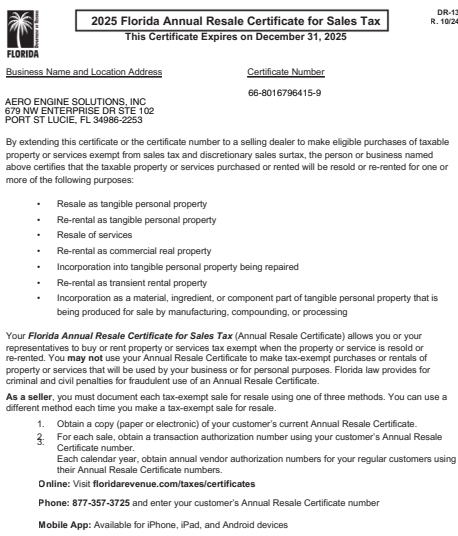 2025 Florida Annual Resale Certificate for Sales Tax
DR-13
R. 10/24
This Certificate Expires on December 31, 2025
FLORIDA
Business Name and Location Address
Certificate Number
66-8016796415-9
AERO ENGINE SOLUTIONS, INC
679 NW ENTERPRISE DR STE 102
PORT ST LUCIE, FL 34986-2253
By extending this certificate or the certificate number to a selling dealer to make eligible purchases of taxable
property or services exempt from sales tax and discretionary sales surtax, the person or business named
above certifies that the taxable property or services purchased or rented will be resold or re-rented for one or
more of the following purposes:
• Resale as tangible personal property
• Re-rental as tangible personal property
• Resale of services
• Re-rental as commercial real property
• Incorporation into tangible personal property being repaired
• Re-rental as transient rental property
• Incorporation as a material, ingredient, or component part of tangible personal property that is
being produced for sale by manufacturing, compounding, or processing
Your Florida Annual Resale Certificate for Sales Tax (Annual Resale Certificate) allows you or your
representatives to buy or rent property or services tax exempt when the property or service is resold or
re-rented. You may not use your Annual Resale Certificate to make tax-exempt purchases or rentals of
property or services that will be used by your business or for personal purposes. Florida law provides for
criminal and civil penalties for fraudulent use of an Annual Resale Certificate.
As a seller, you must document each tax-exempt sale for resale using one of three methods. You can use a
different method each time you make a tax-exempt sale for resale.
1. Obtain a copy (paper or electronic) of your customer's current Annual Resale Certificate.
2. For each sale, obtain a transaction authorization number using your customer's Annual Resale
3. Certificate number.
Each calendar year, obtain annual vendor authorization numbers for your regular customers using
their Annual Resale Certificate numbers.
Online: Visit floridarevenue.com/taxes/certificates
Phone: 877-357-3725 and enter your customer's Annual Resale Certificate number
Mobile App: Available for iPhone, iPad, and Android devices